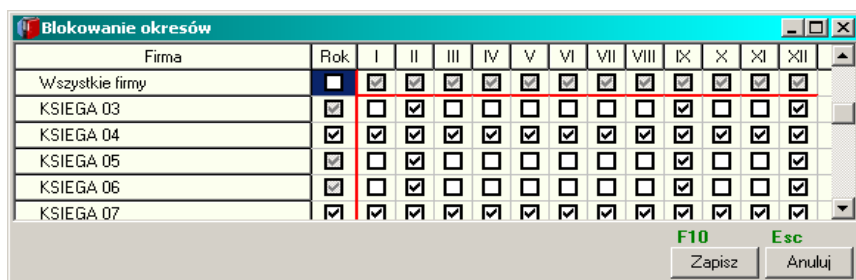 Blokowanie okresów
Firma Rok I II III IV V VI VII VIII IX X XI XII
Wszystkie firmy
KSIEGA 03
KSIEGA 04
KSIEGA 05
KSIEGA 06
KSIEGA 07
F10 Esc
Zapisz Anuluj